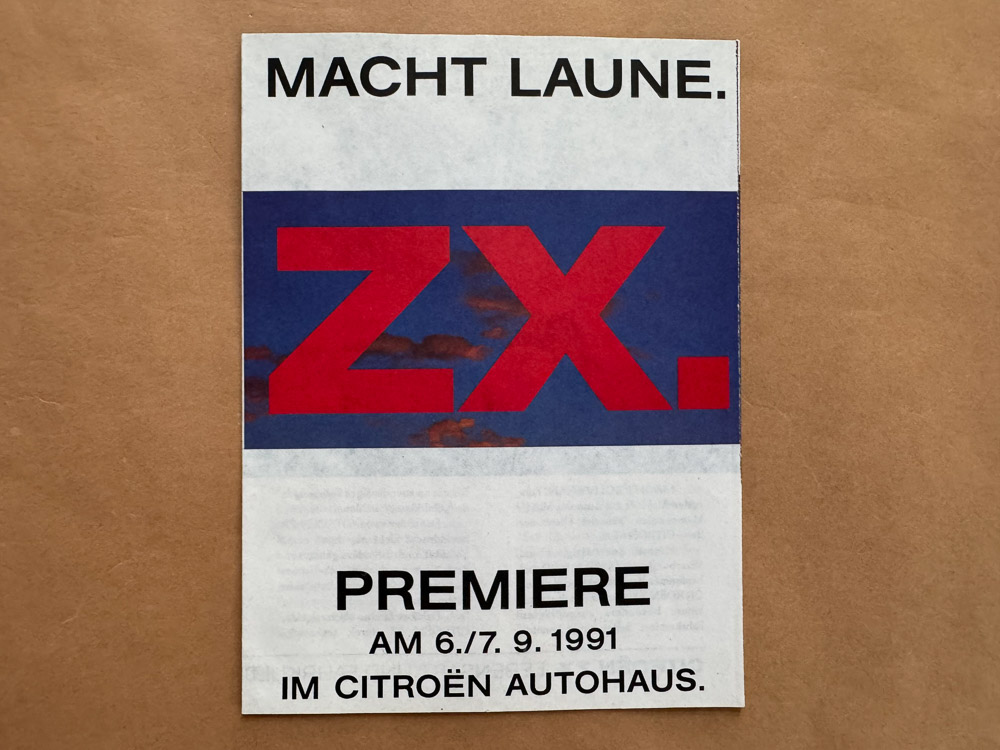 MACHT LAUNE.
ZX.
PREMIERE
AM 6./7. 9. 1991
IM CITROËN AUTOHAUS.